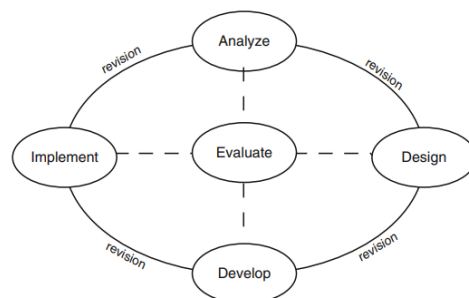 Analyze
revision
revision
Implement
Evaluate
Design
revision
revision
Develop